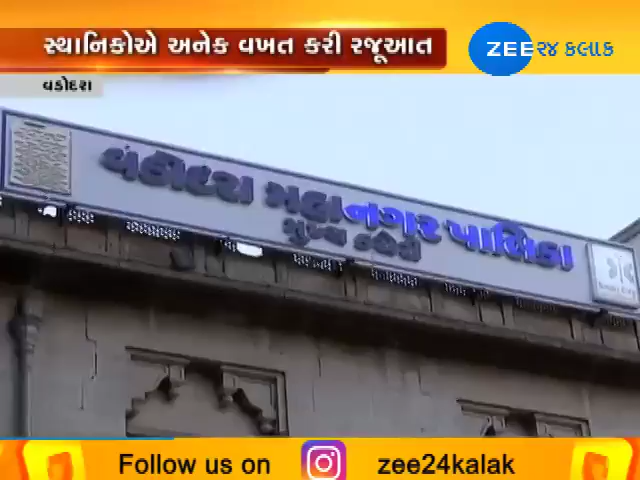 સ્થાનિકોએ અનેક વખત કરી રજૂઆત
ZEE ૨૪ કલાક
વડોદરા
વડોદરા મહાનગર પાલિકા
મુખ્ય કચેરી
Follow us on
zee24kalak